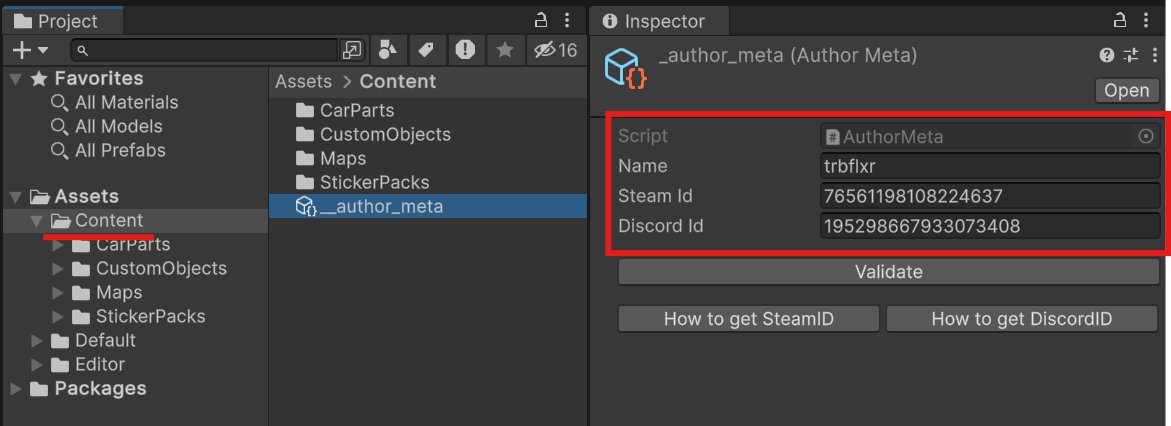 Project
16
Favorites
All Materials
All Models
All Prefabs
Assets
Content
CarParts
CustomObjects
Maps
StickerPacks
Default
Editor
Packages
Assets > Content
CarParts
CustomObjects
Maps
StickerPacks
__author_meta
Inspector
_author_meta (Author Meta)
Open
Script AuthorMeta
Name trbflxr
Steam Id 76561198108224637
Discord Id 195298667933073408
Validate
How to get SteamID How to get DiscordID